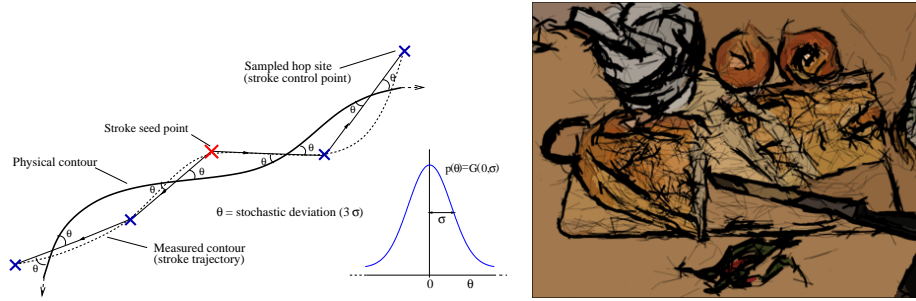 Sampled hop site
(stroke control point)
θ
θ
Stroke seed point
θ
θ
Physical contour
θ
θ
p(θ)=G(0,σ)
θ = stochastic deviation (3 σ)
σ
θ
Measured contour
(stroke trajectory)
θ
0
θ